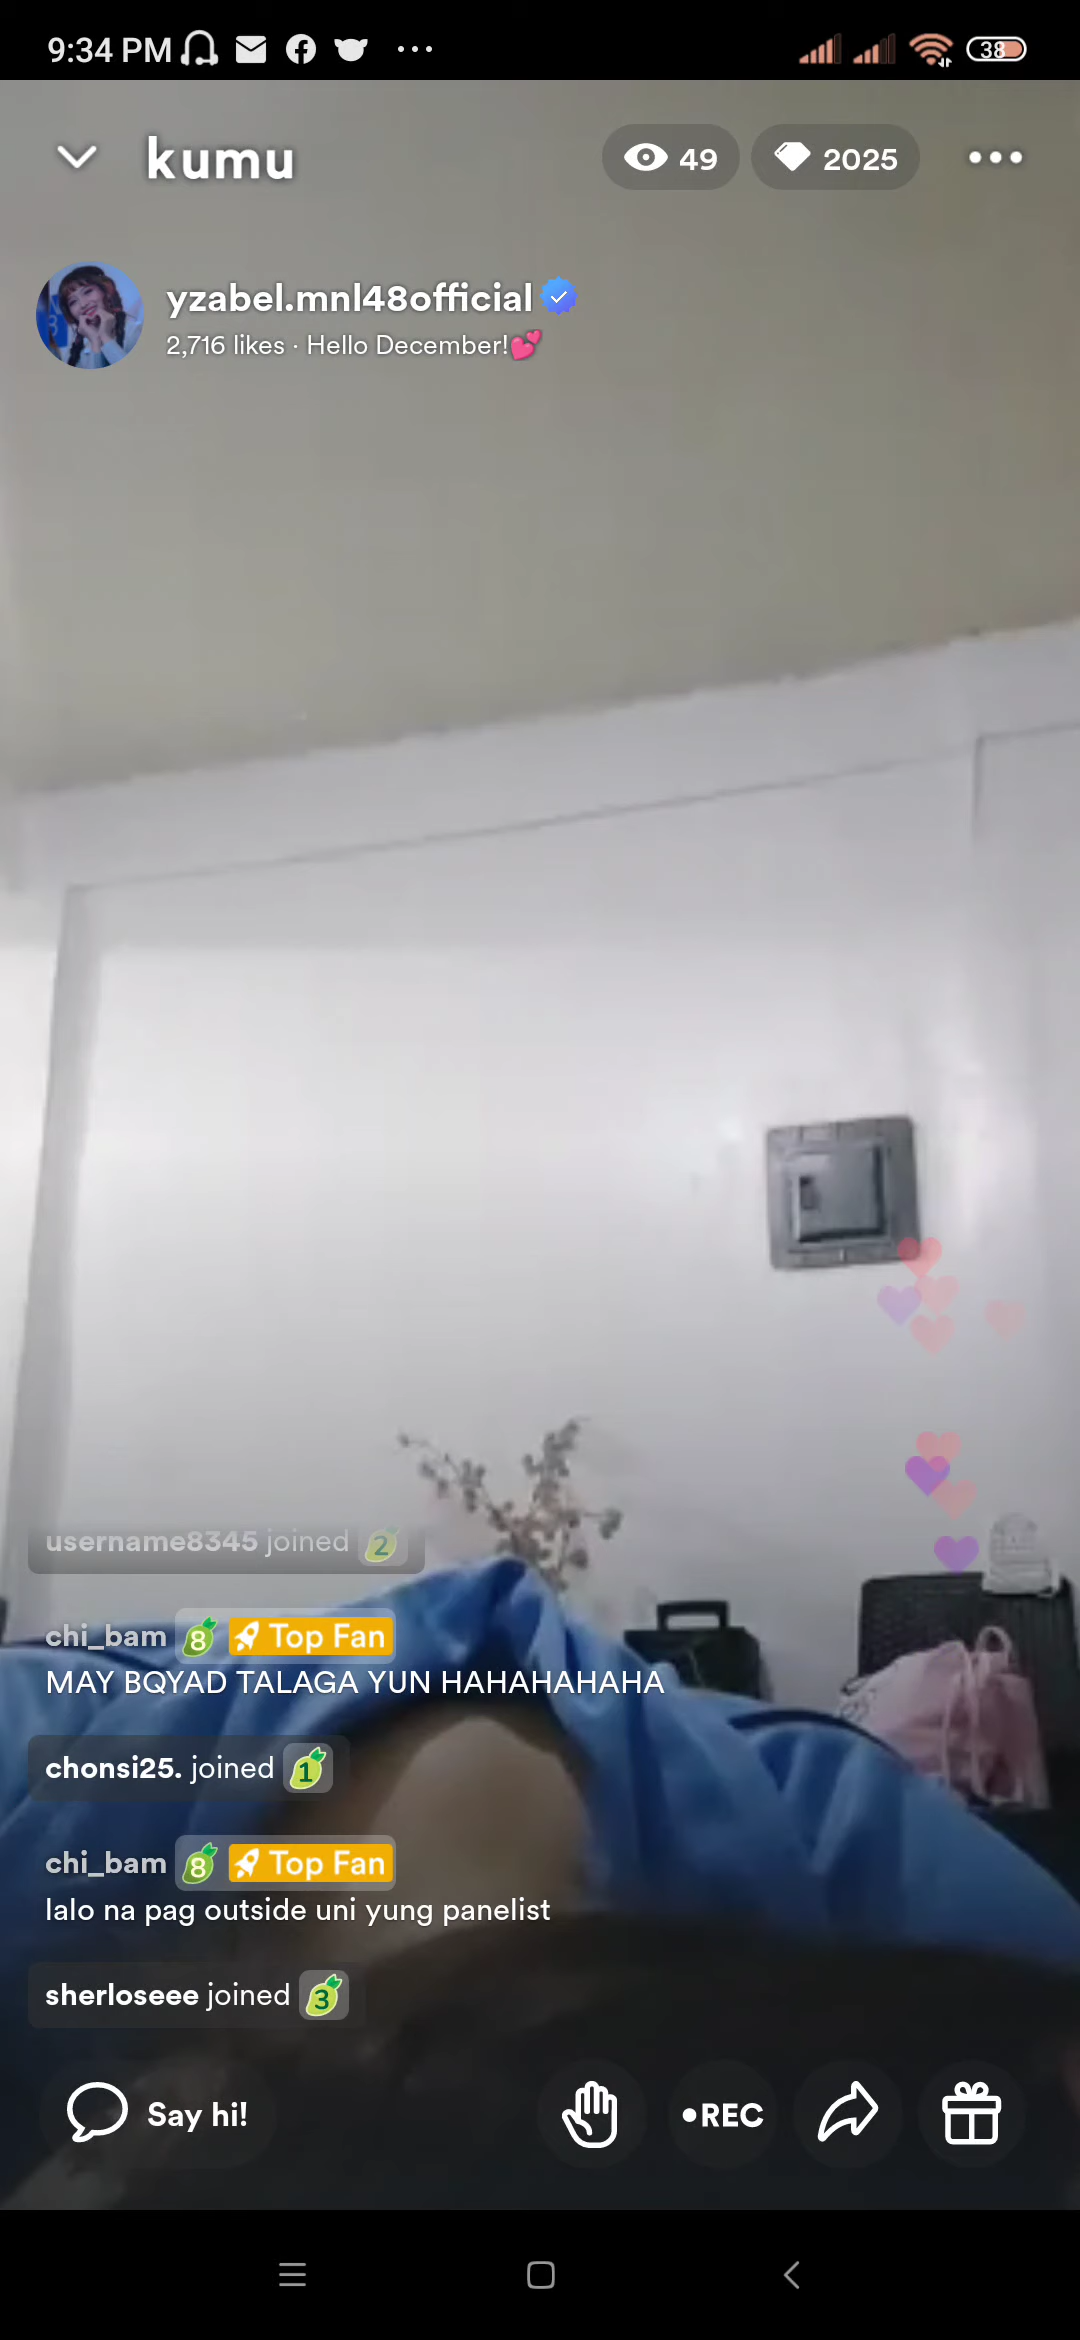 9:34 PM
38
kumu
49
2025
yzabel.mnl48official
2,716 likes · Hello December!💕
username8345 joined 2
chi_bam 8 Top Fan
MAY BQYAD TALAGA YUN HAHAHAHAHA
chonsi25. joined 1
chi_bam 8 Top Fan
lalo na pag outside uni yung panelist
sherloseee joined 3
Say hi!
•REC